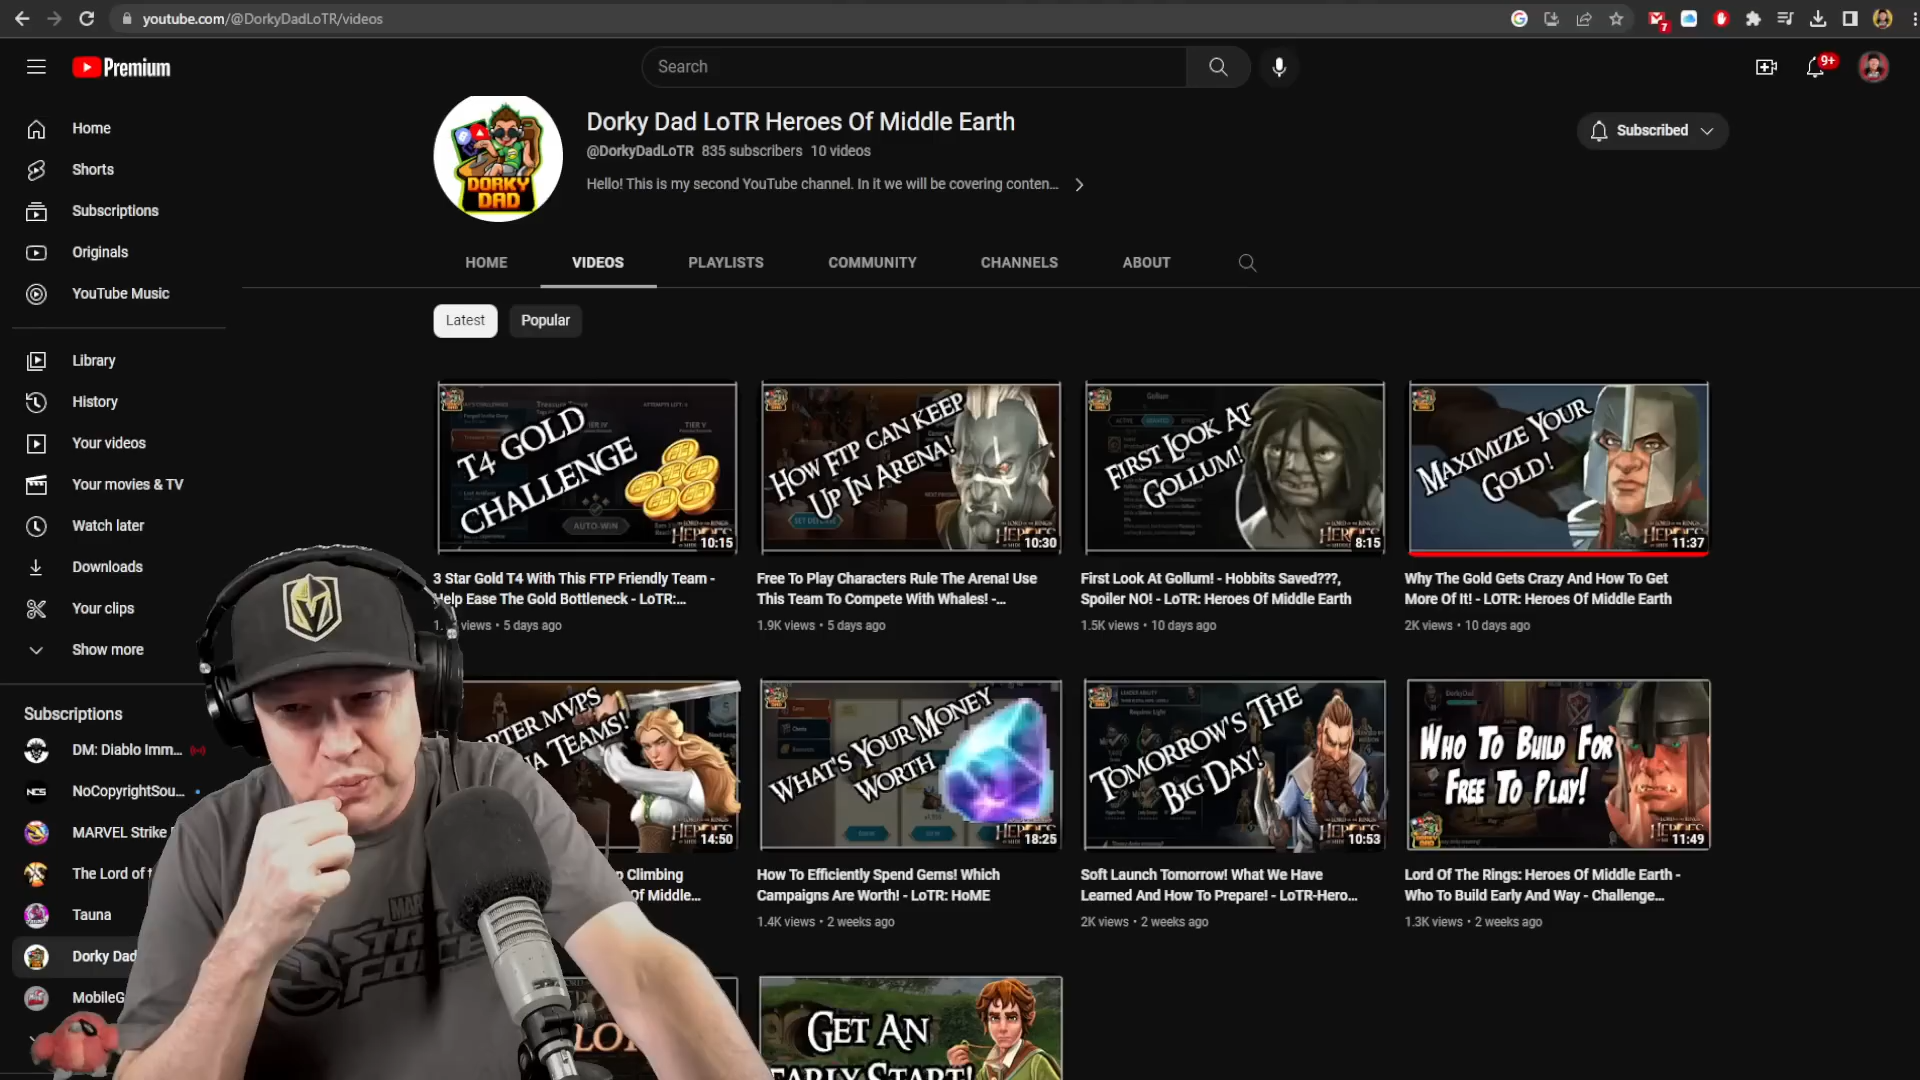 youtube.com/@DorkyDadLoTR/videos
7
Premium
Search
9+
Home
Shorts
Subscriptions
Originals
YouTube Music
Library
History
Your videos
Your movies & TV
Watch later
Downloads
Your clips
Show more
Subscriptions
DM: Diablo Imm...
NoCopyrightSou...
MARVEL Strike
The Lord of t
Tauna
Dorky Dad
MobileG
DORKY
DAD
Dorky Dad LoTR Heroes Of Middle Earth
@DorkyDadLoTR 835 subscribers 10 videos
Hello! This is my second YouTube channel. In it we will be covering conten...
Subscribed
HOME
VIDEOS
PLAYLISTS
COMMUNITY
CHANNELS
ABOUT
Latest
Popular
T4 GOLD
CHALLENGE
AUTO-WIN
10:15
3 Star Gold T4 With This FTP Friendly Team -
Help Ease The Gold Bottleneck - LoTR:...
views • 5 days ago
HOW FTP CAN KEEP
UP IN ARENA!
10:30
Free To Play Characters Rule The Arena! Use
This Team To Compete With Whales! -...
1.9K views • 5 days ago
FIRST LOOK AT
GOLLUM!
8:15
First Look At Gollum! - Hobbits Saved???,
Spoiler NO! - LoTR: Heroes Of Middle Earth
1.5K views • 10 days ago
MAXIMIZE YOUR
GOLD!
11:37
Why The Gold Gets Crazy And How To Get
More Of It! - LOTR: Heroes Of Middle Earth
2K views • 10 days ago
RTER MVPS
NA TEAMS!
14:50
Climbing
Of Middle...
WHAT'S YOUR MONEY
WORTH
18:25
How To Efficiently Spend Gems! Which
Campaigns Are Worth! - LoTR: HoME
1.4K views • 2 weeks ago
TOMORROW'S THE
BIG DAY!
10:53
Soft Launch Tomorrow! What We Have
Learned And How To Prepare! - LoTR-Hero...
2K views • 2 weeks ago
WHO TO BUILD FOR
FREE TO PLAY!
11:49
Lord Of The Rings: Heroes Of Middle Earth -
Who To Build Early And Way - Challenge...
1.3K views • 2 weeks ago
GET AN
EARLY START!